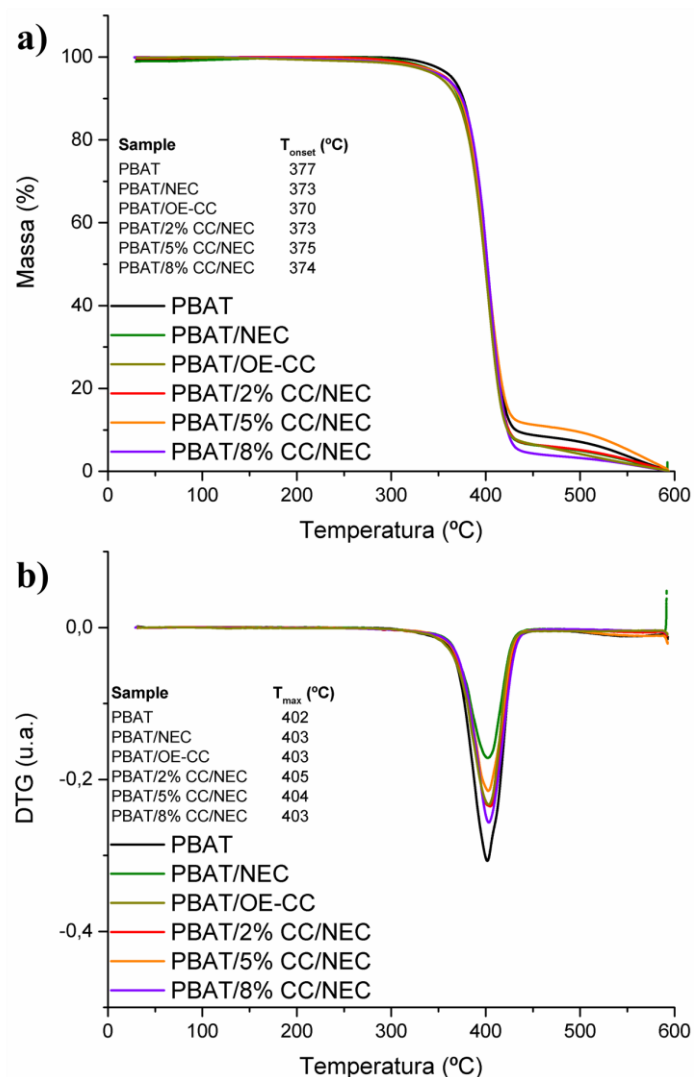 a)
100
80
60
40
20
0
Massa (%)
Sample T_onset (ºC)
PBAT 377
PBAT/NEC 373
PBAT/OE-CC 370
PBAT/2% CC/NEC 373
PBAT/5% CC/NEC 375
PBAT/8% CC/NEC 374
PBAT
PBAT/NEC
PBAT/OE-CC
PBAT/2% CC/NEC
PBAT/5% CC/NEC
PBAT/8% CC/NEC
0 100 200 300 400 500 600
Temperatura (ºC)
b)
0,0
-0,2
-0,4
DTG (u.a.)
Sample T_max (ºC)
PBAT 402
PBAT/NEC 403
PBAT/OE-CC 403
PBAT/2% CC/NEC 405
PBAT/5% CC/NEC 404
PBAT/8% CC/NEC 403
PBAT
PBAT/NEC
PBAT/OE-CC
PBAT/2% CC/NEC
PBAT/5% CC/NEC
PBAT/8% CC/NEC
0 100 200 300 400 500 600
Temperatura (ºC)